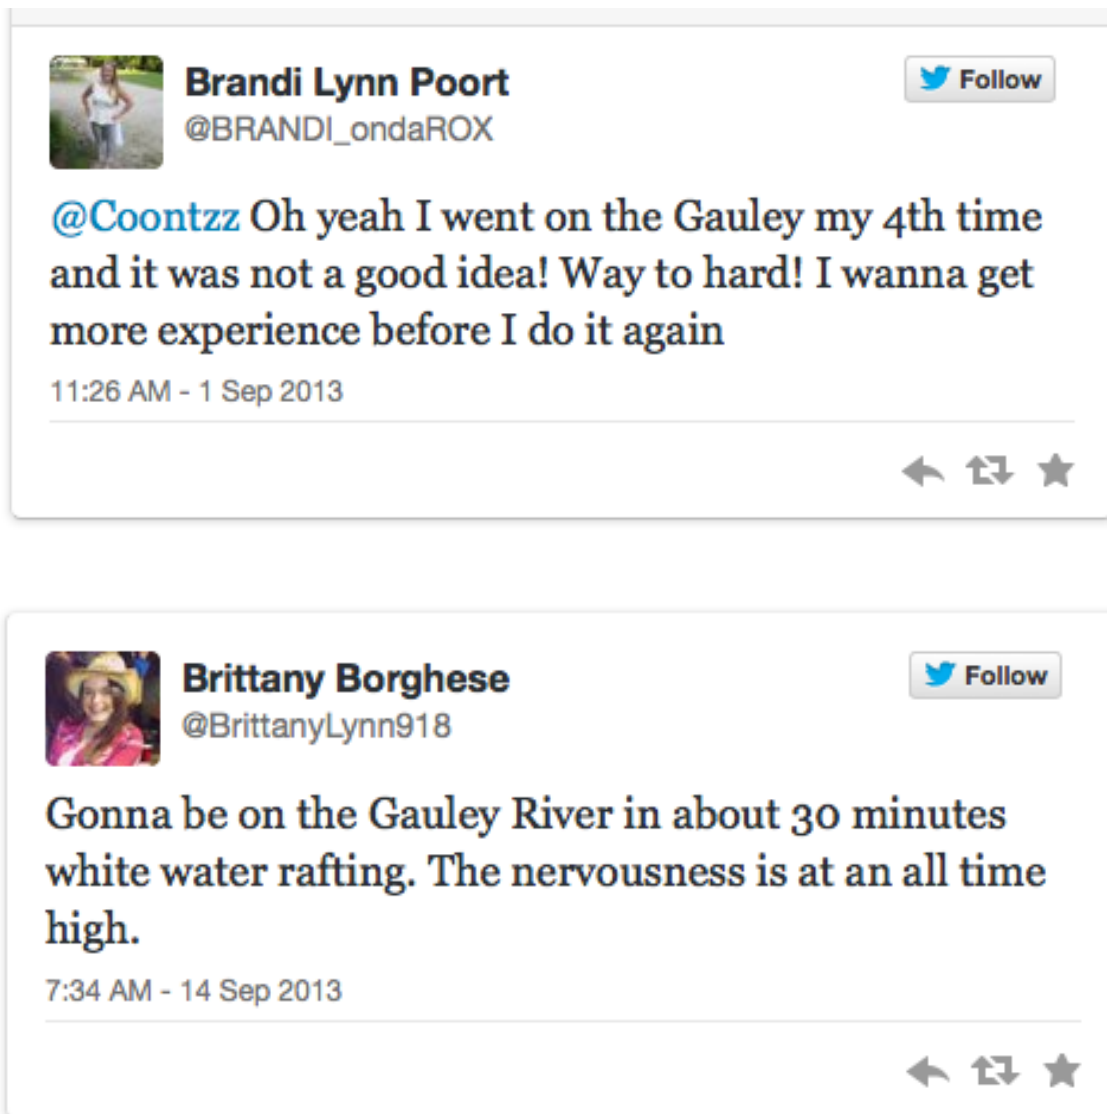 Brandi Lynn Poort
Follow
@BRANDI_ondaROX
@Coontzz Oh yeah I went on the Gauley my 4th time
and it was not a good idea! Way to hard! I wanna get
more experience before I do it again
11:26 AM - 1 Sep 2013
Brittany Borghese
Follow
@BrittanyLynn918
Gonna be on the Gauley River in about 30 minutes
white water rafting. The nervousness is at an all time
high.
7:34 AM - 14 Sep 2013